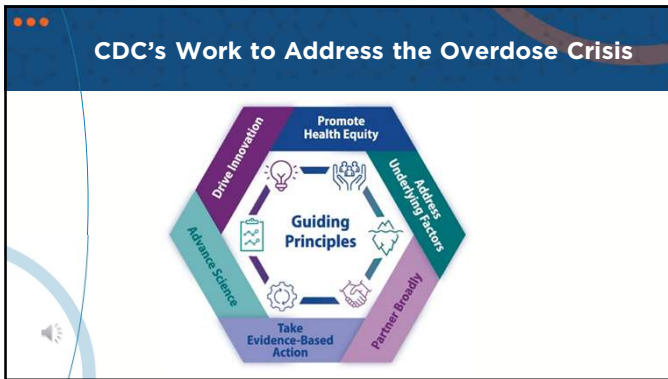 CDC's Work to Address the Overdose Crisis
Promote
Health Equity
Address
Underlying Factors
Partner Broadly
Take
Evidence-Based
Action
Advance Science
Drive Innovation
Guiding
Principles